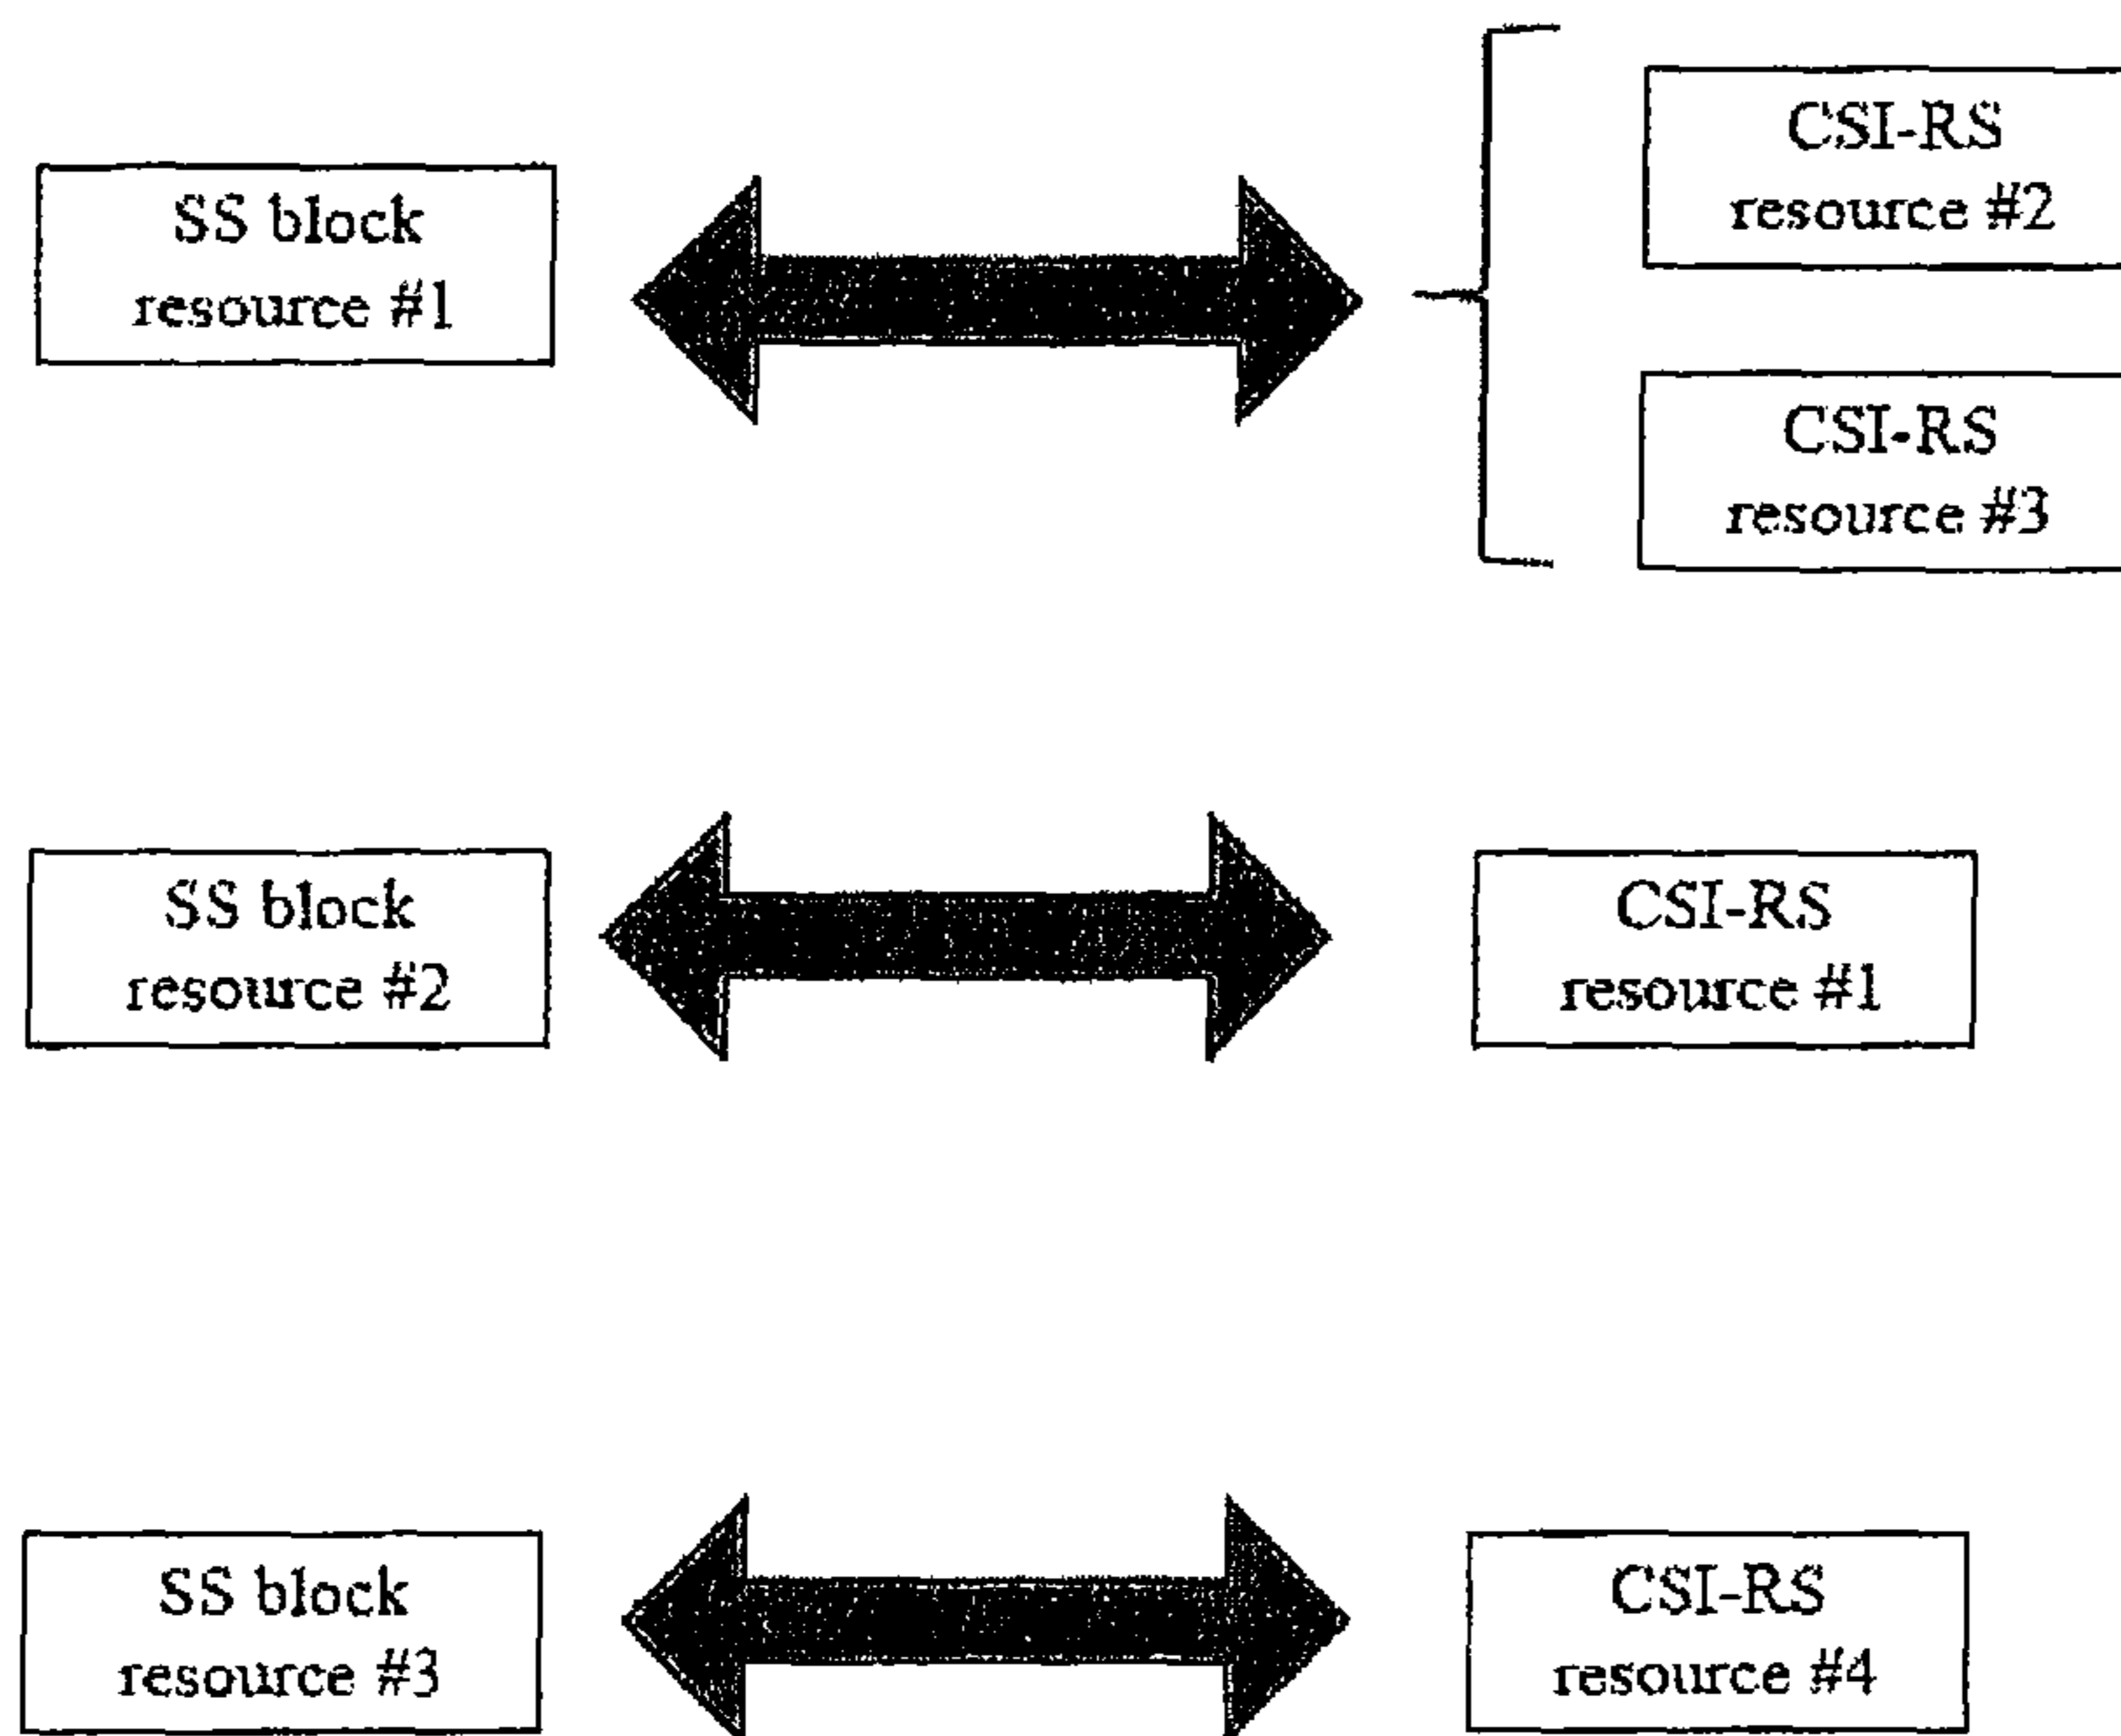 SS block
resource #1
CSI-RS
resource #2
CSI-RS
resource #3
SS block
resource #2
CSI-RS
resource #1
SS block
resource #3
CSI-RS
resource #4